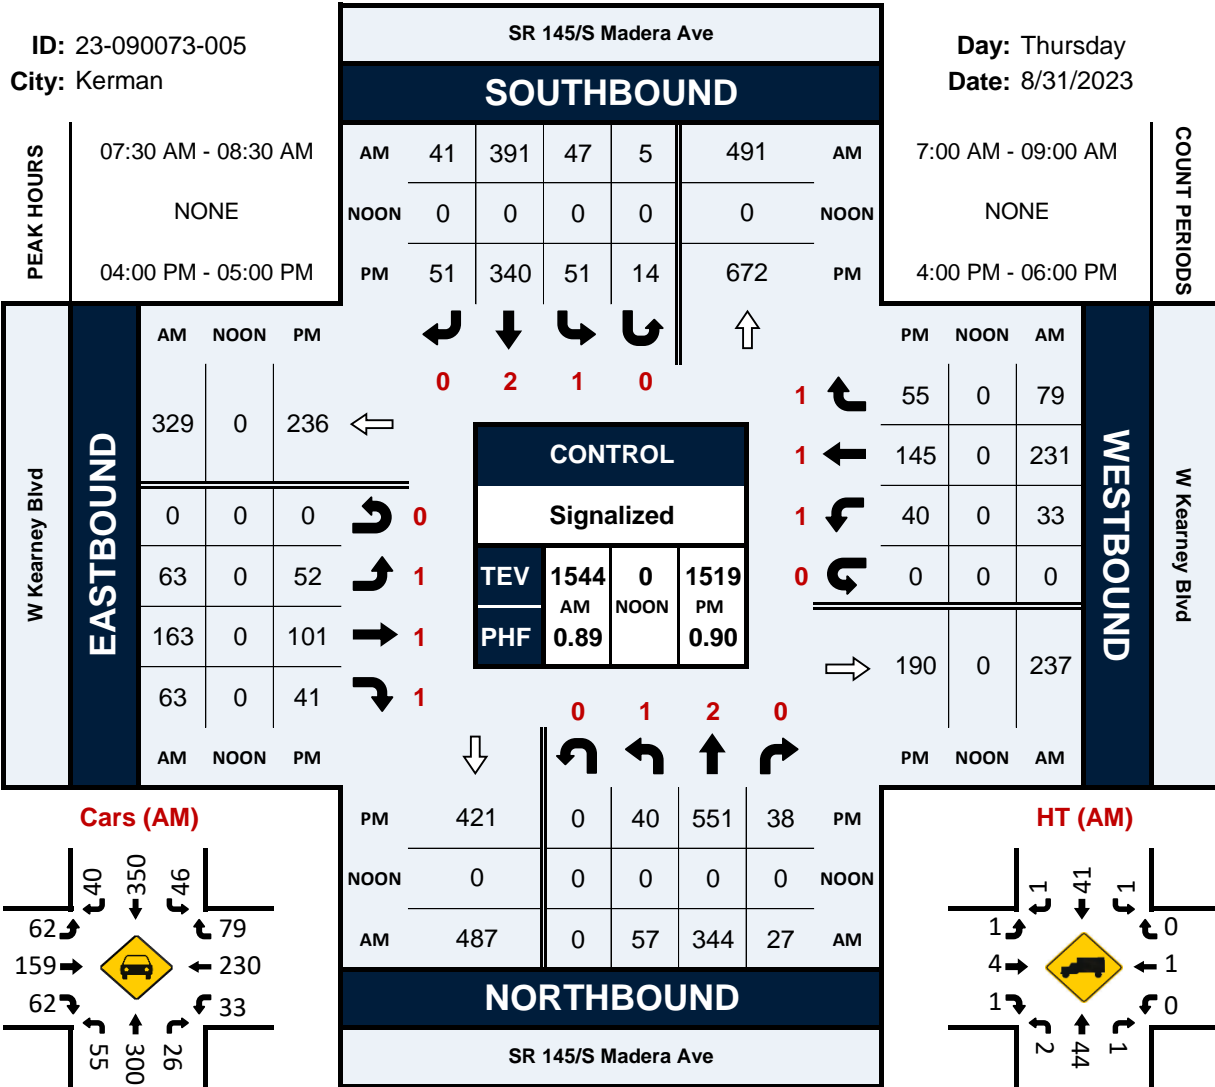 SR 145/S Madera Ave
ID: 23-090073-005
Day: Thursday
City: Kerman
Date: 8/31/2023
SOUTHBOUND
PEAK HOURS
07:30 AM - 08:30 AM
AM 41 391 47 5 491 AM
7:00 AM - 09:00 AM
COUNT PERIODS
NONE
NOON 0 0 0 0 0 NOON
NONE
04:00 PM - 05:00 PM
PM 51 340 51 14 672 PM
4:00 PM - 06:00 PM
AM NOON PM
PM NOON AM
0 2 1 0
W Kearney Blvd
EASTBOUND
329 0 236
0 0 0 0
63 0 52 1
163 0 101 1
63 0 41 1
AM NOON PM
CONTROL
Signalized
TEV 1544 0 1519
AM NOON PM
PHF 0.89 0.90
1 55 0 79
1 145 0 231
1 40 0 33
0 0 0 0
190 0 237
PM NOON AM
WESTBOUND
W Kearney Blvd
0 1 2 0
PM 421 0 40 551 38 PM
NOON 0 0 0 0 0 NOON
AM 487 0 57 344 27 AM
NORTHBOUND
SR 145/S Madera Ave
Cars (AM)
40 350 46
62 79
159 230
62 33
55 300 26
HT (AM)
1 41 1
1 0
4 1
1 0
2 44 1